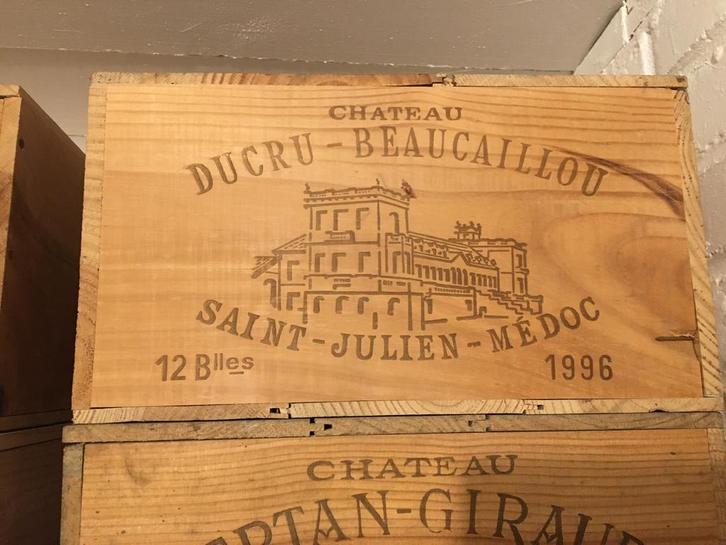 CHATEAU
DUCRU-BEAUCAILLOU
SAINT-JULIEN-MÉDOC
12 Blles
1996
CHATEAU